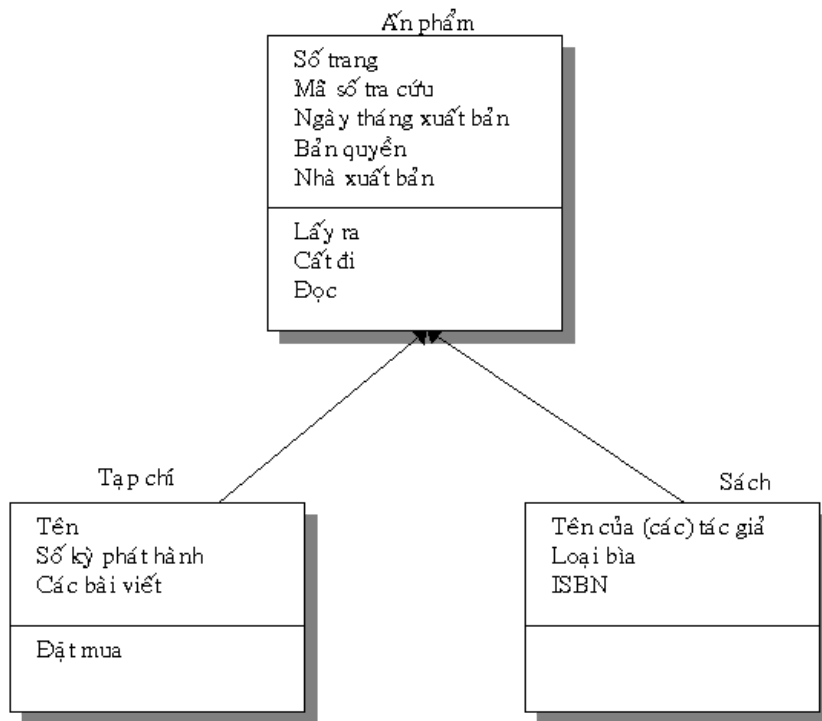 Ấn phẩm
Số trang
Mã số tra cứu
Ngày tháng xuất bản
Bản quyền
Nhà xuất bản
Lấy ra
Cất đi
Đọc
Tạp chí
Tên
Số kỳ phát hành
Các bài viết
Đặt mua
Sách
Tên của (các) tác giả
Loại bìa
ISBN